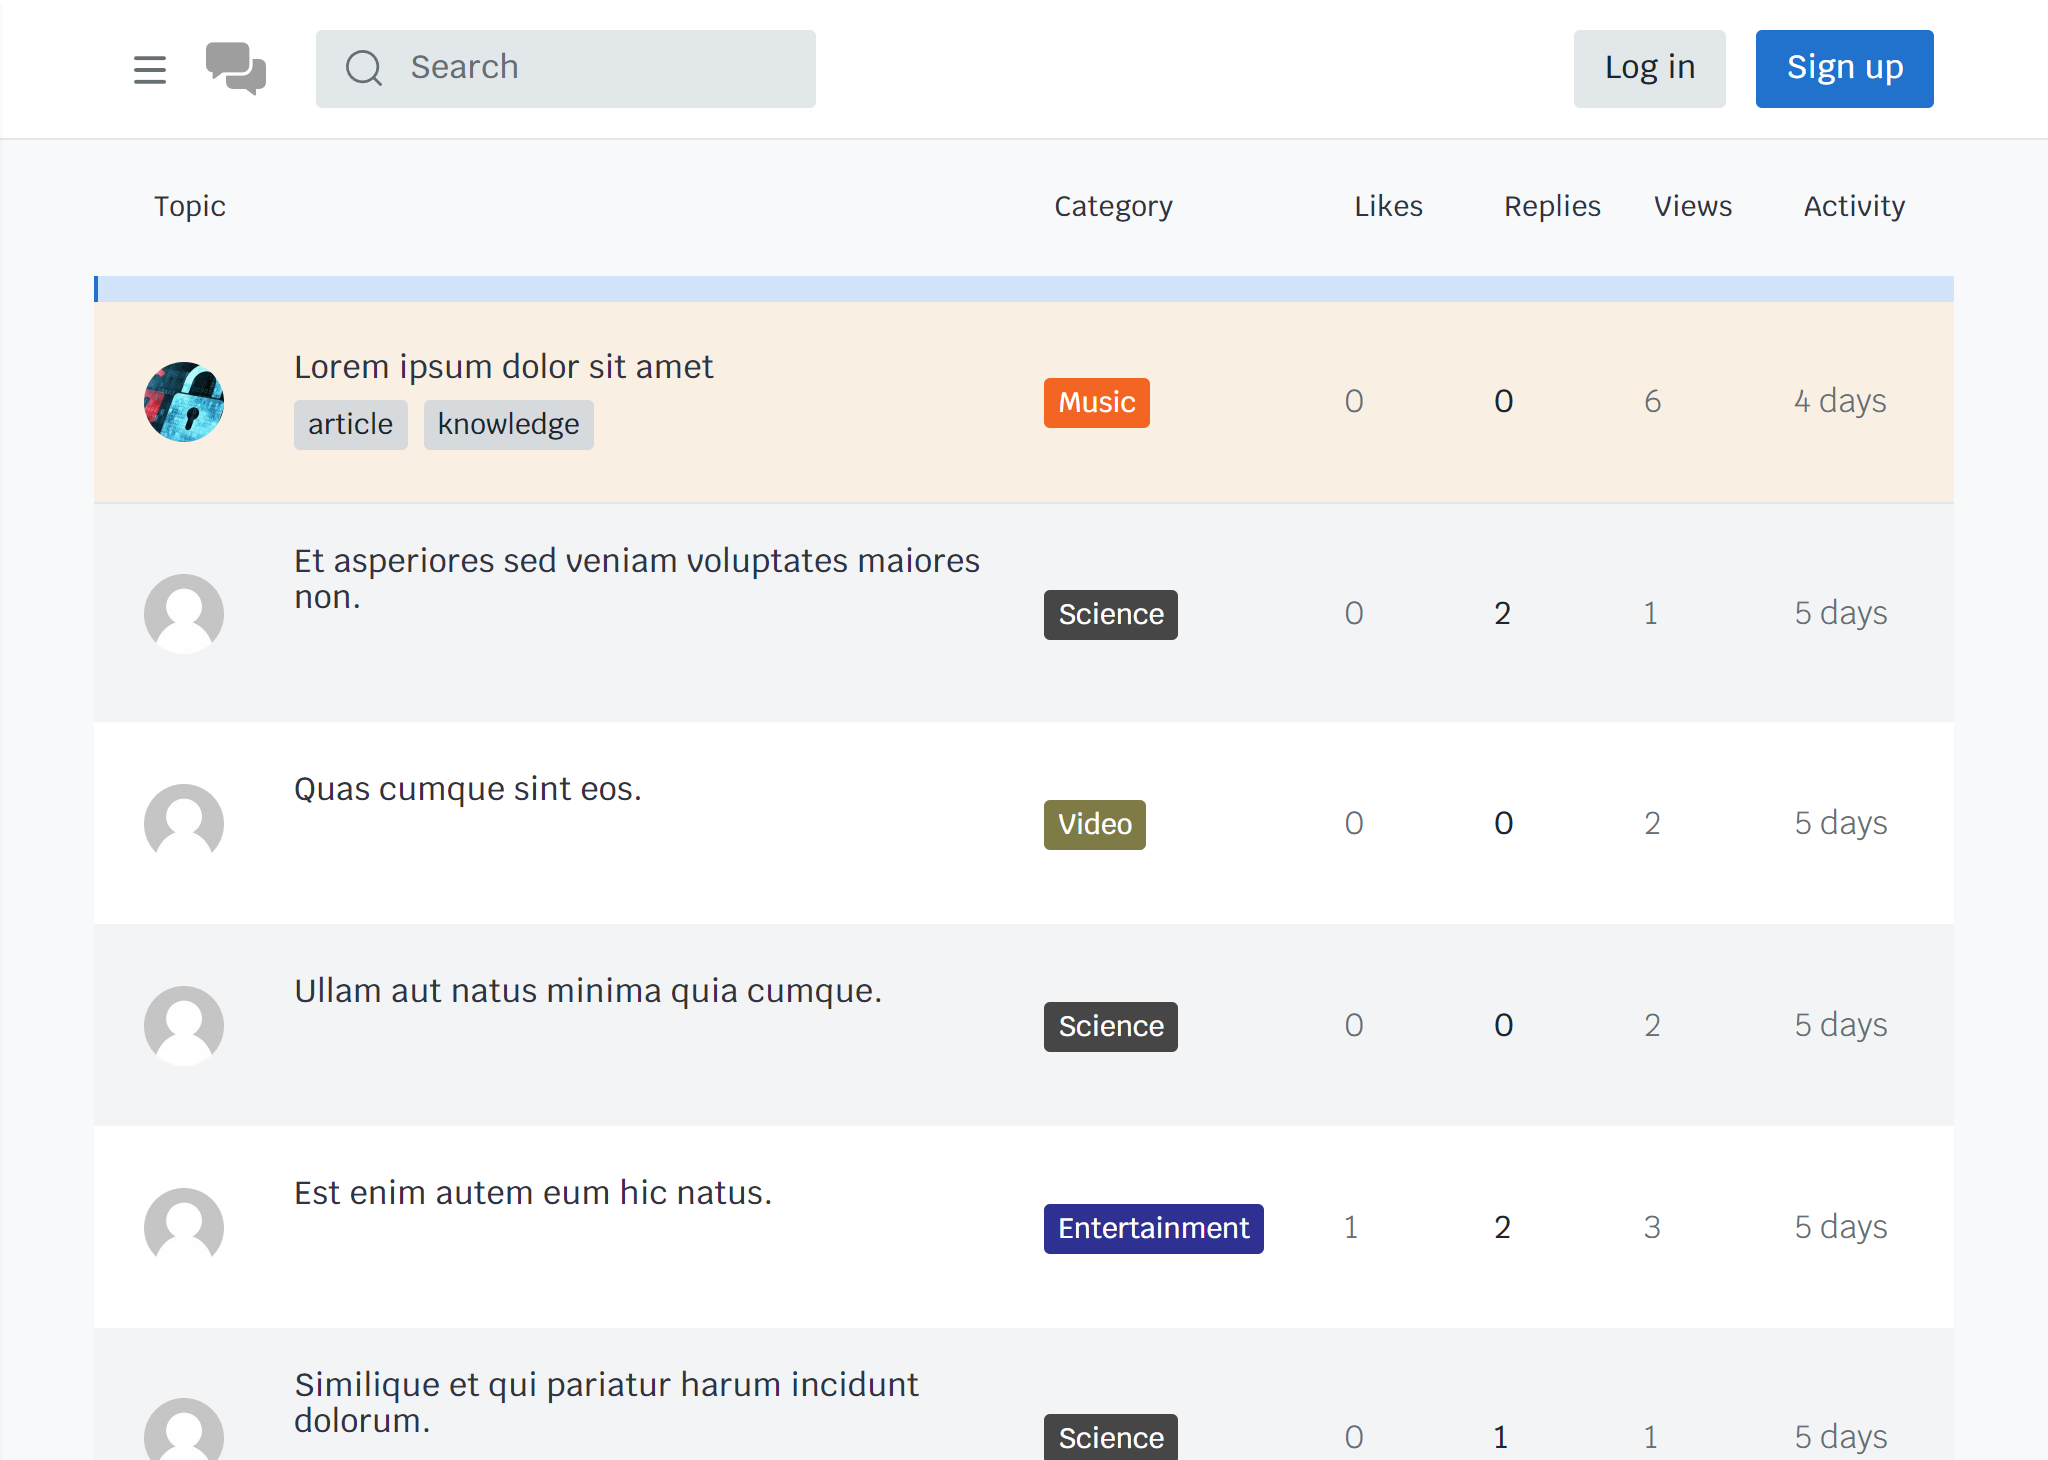 Search
Log in
Sign up
Topic Category Likes Replies Views Activity
Lorem ipsum dolor sit amet
article knowledge
Music 0 0 6 4 days
Et asperiores sed veniam voluptates maiores
non.
Science 0 2 1 5 days
Quas cumque sint eos.
Video 0 0 2 5 days
Ullam aut natus minima quia cumque.
Science 0 0 2 5 days
Est enim autem eum hic natus.
Entertainment 1 2 3 5 days
Similique et qui pariatur harum incidunt
dolorum.
Science 0 1 1 5 days